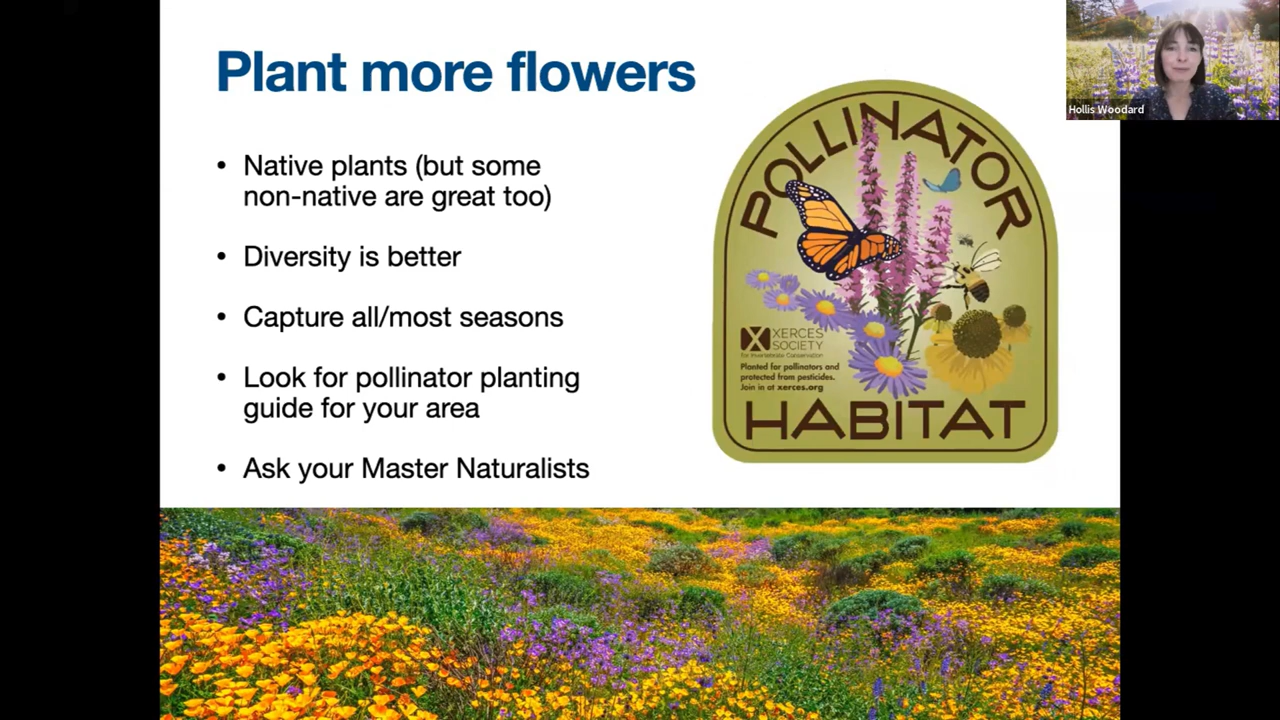 Plant more flowers
• Native plants (but some
non-native are great too)
• Diversity is better
• Capture all/most seasons
• Look for pollinator planting
guide for your area
• Ask your Master Naturalists
POLLINATOR
XERCES
SOCIETY
for Invertebrate Conservation
Planted for pollinators and
protected from pesticides.
Join in at xerces.org
HABITAT
Hollis Woodard